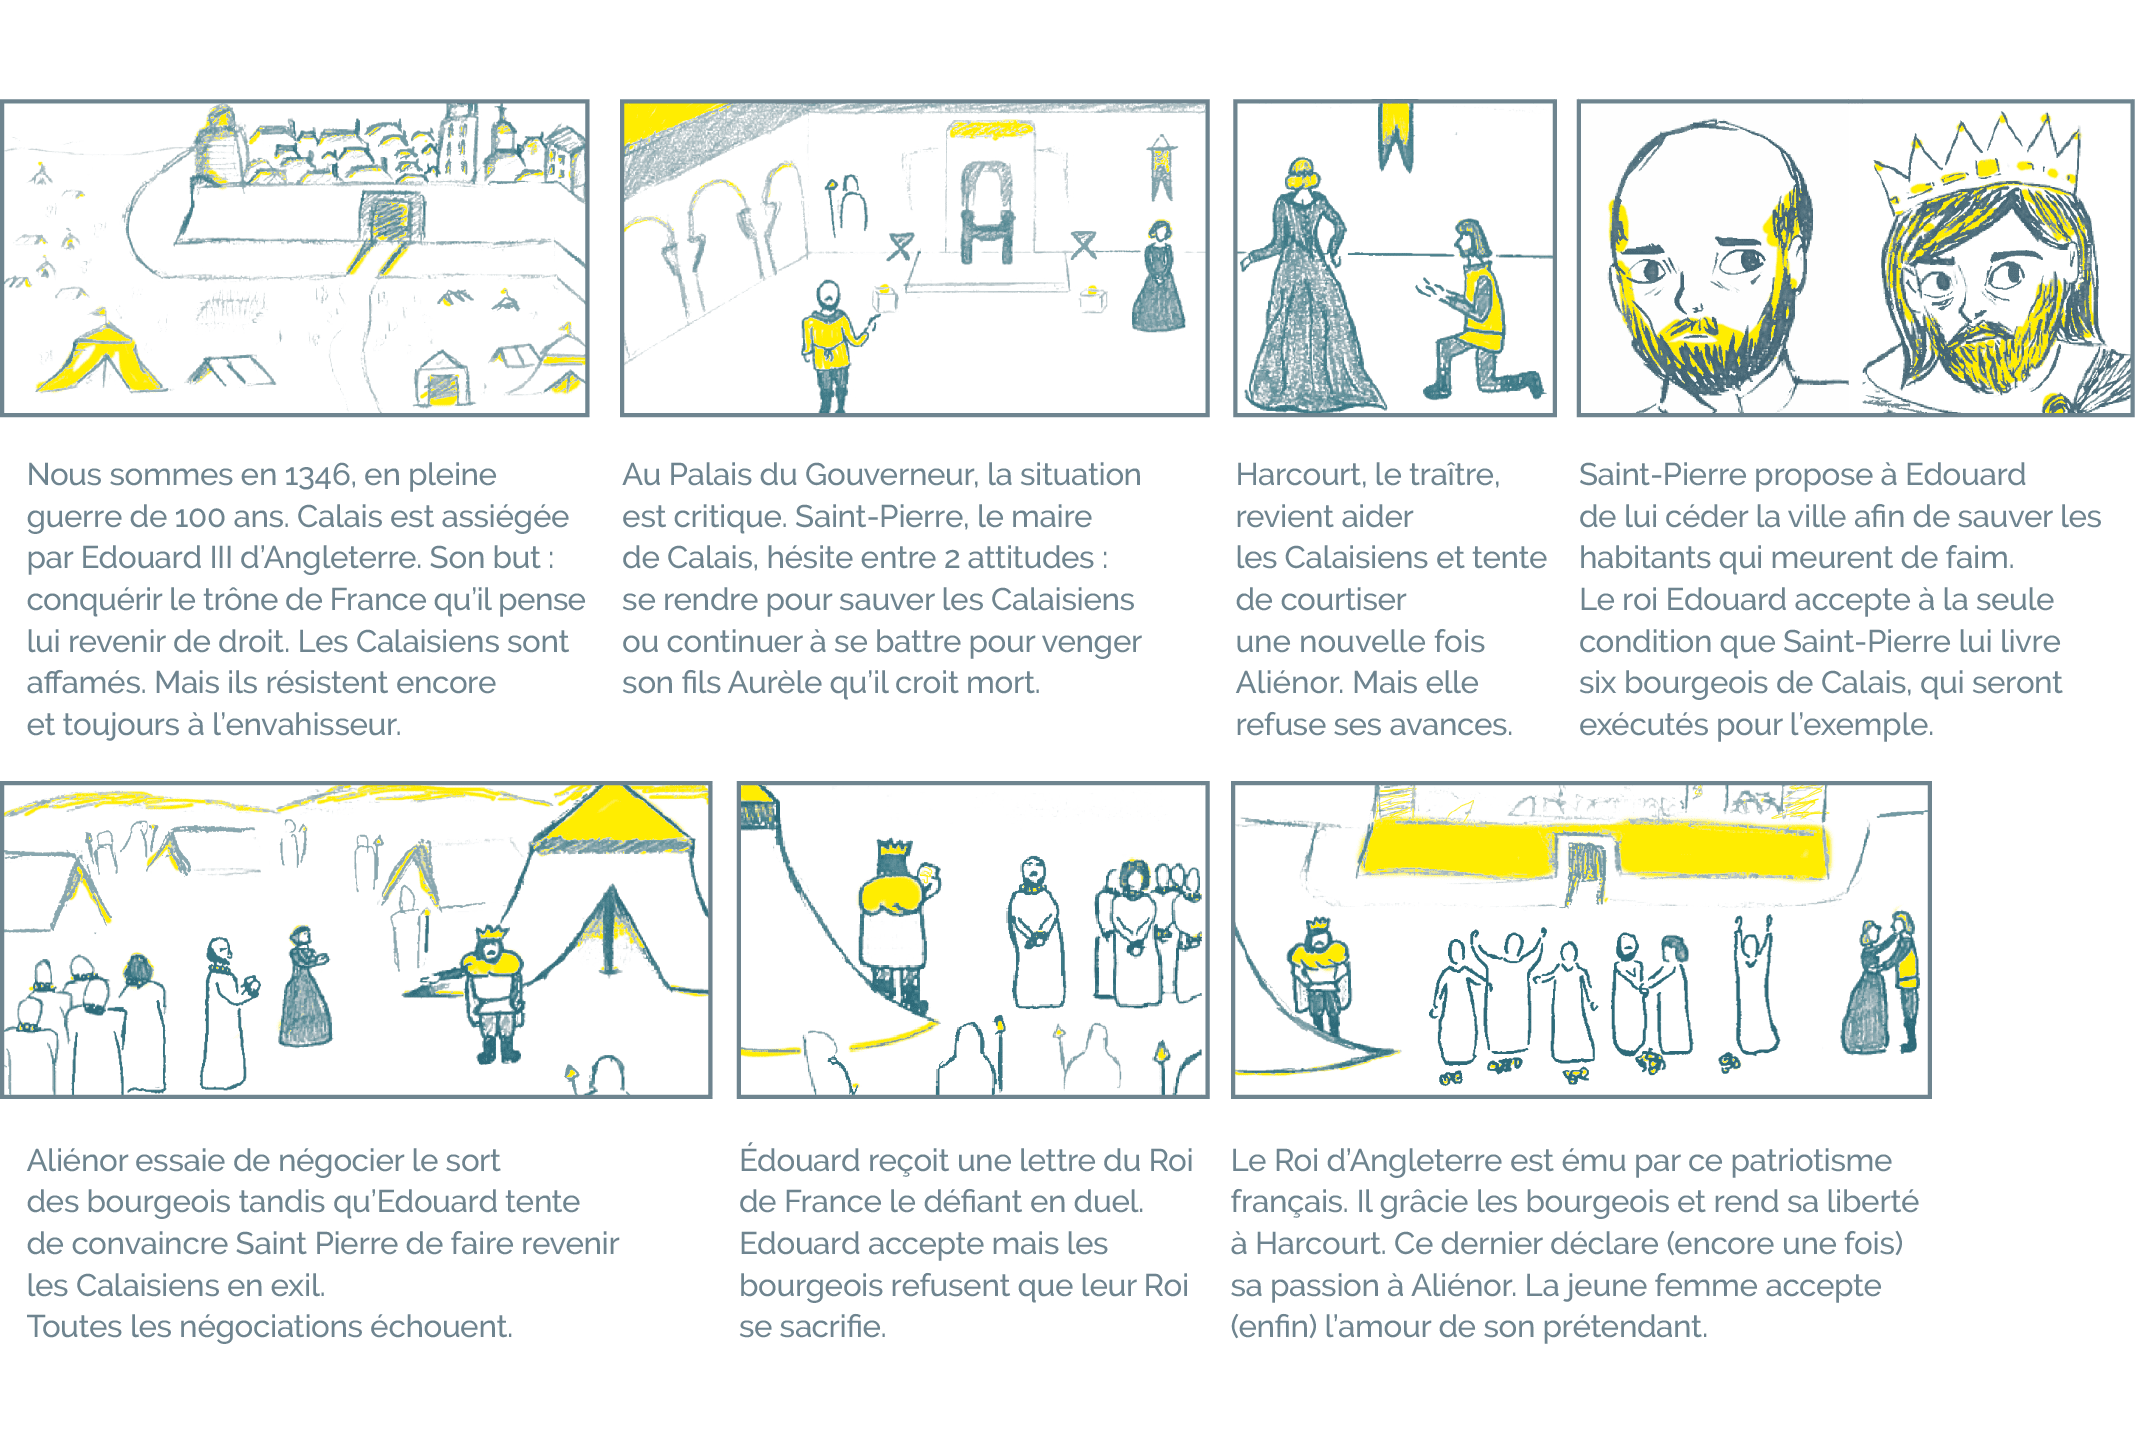 Nous sommes en 1346, en pleine
guerre de 100 ans. Calais est assiégée
par Edouard III d'Angleterre. Son but :
conquérir le trône de France qu'il pense
lui revenir de droit. Les Calaisiens sont
affamés. Mais ils résistent encore
et toujours à l'envahisseur.
Au Palais du Gouverneur, la situation
est critique. Saint-Pierre, le maire
de Calais, hésite entre 2 attitudes :
se rendre pour sauver les Calaisiens
ou continuer à se battre pour venger
son fils Aurèle qu'il croit mort.
Harcourt, le traître,
revient aider
les Calaisiens et tente
de courtiser
une nouvelle fois
Aliénor. Mais elle
refuse ses avances.
Saint-Pierre propose à Edouard
de lui céder la ville afin de sauver les
habitants qui meurent de faim.
Le roi Edouard accepte à la seule
condition que Saint-Pierre lui livre
six bourgeois de Calais, qui seront
exécutés pour l'exemple.
Aliénor essaie de négocier le sort
des bourgeois tandis qu'Edouard tente
de convaincre Saint Pierre de faire revenir
les Calaisiens en exil.
Toutes les négociations échouent.
Édouard reçoit une lettre du Roi
de France le défiant en duel.
Edouard accepte mais les
bourgeois refusent que leur Roi
se sacrifie.
Le Roi d'Angleterre est ému par ce patriotisme
français. Il grâcie les bourgeois et rend sa liberté
à Harcourt. Ce dernier déclare (encore une fois)
sa passion à Aliénor. La jeune femme accepte
(enfin) l'amour de son prétendant.